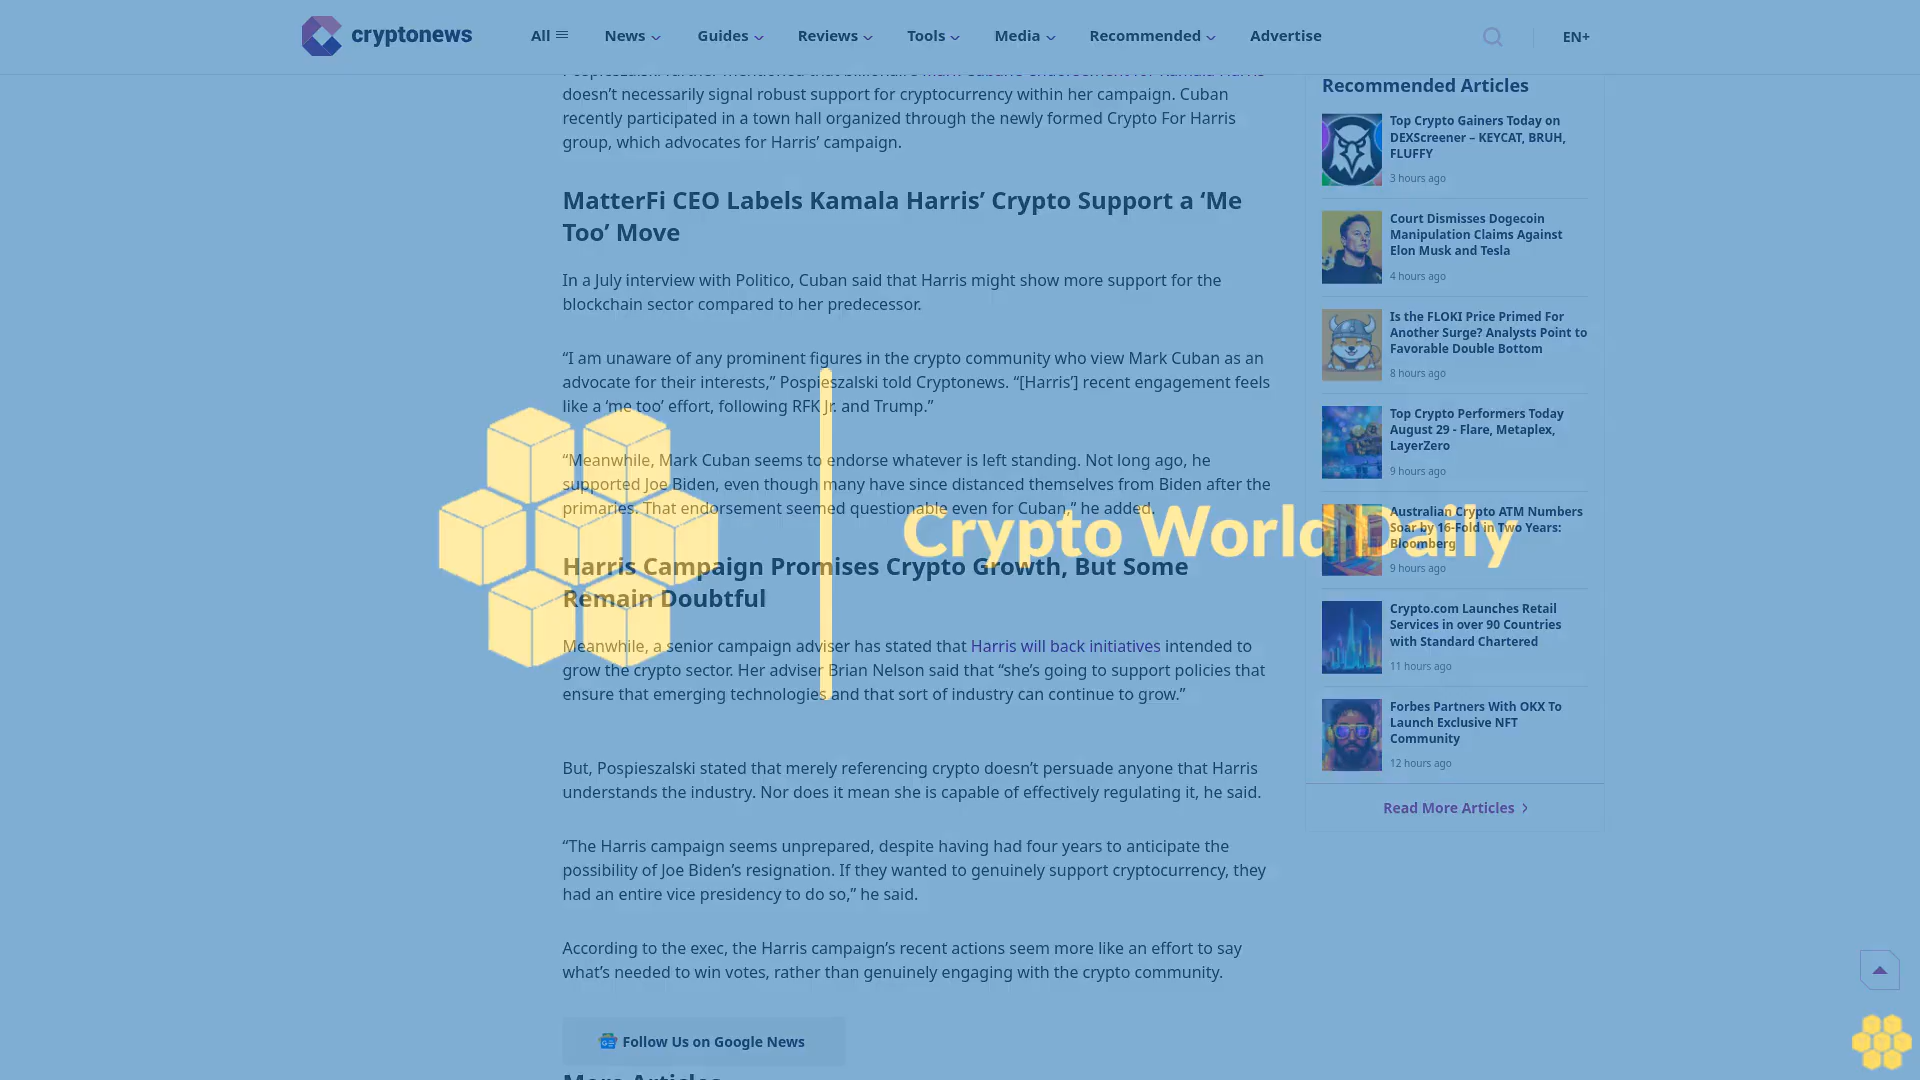 cryptonews
All
News
Guides
Reviews
Tools
Media
Recommended
Advertise
EN+
Pospieszalski further mentioned that billionaire Mark Cuban's endorsement for Kamala Harris
doesn’t necessarily signal robust support for cryptocurrency within her campaign. Cuban
recently participated in a town hall organized through the newly formed Crypto For Harris
group, which advocates for Harris’ campaign.
MatterFi CEO Labels Kamala Harris’ Crypto Support a ‘Me
Too’ Move
In a July interview with Politico, Cuban said that Harris might show more support for the
blockchain sector compared to her predecessor.
“I am unaware of any prominent figures in the crypto community who view Mark Cuban as an
advocate for their interests,” Pospieszalski told Cryptonews. “[Harris’] recent engagement feels
like a ‘me too’ effort, following RFK Jr. and Trump.”
“Meanwhile, Mark Cuban seems to endorse whatever is left standing. Not long ago, he
supported Joe Biden, even though many have since distanced themselves from Biden after the
primaries. That endorsement seemed questionable even for Cuban,” he added.
Harris Campaign Promises Crypto Growth, But Some
Remain Doubtful
Meanwhile, a senior campaign adviser has stated that Harris will back initiatives intended to
grow the crypto sector. Her adviser Brian Nelson said that “she’s going to support policies that
ensure that emerging technologies and that sort of industry can continue to grow.”
But, Pospieszalski stated that merely referencing crypto doesn’t persuade anyone that Harris
understands the industry. Nor does it mean she is capable of effectively regulating it, he said.
“The Harris campaign seems unprepared, despite having had four years to anticipate the
possibility of Joe Biden’s resignation. If they wanted to genuinely support cryptocurrency, they
had an entire vice presidency to do so,” he said.
According to the exec, the Harris campaign’s recent actions seem more like an effort to say
what’s needed to win votes, rather than genuinely engaging with the crypto community.
Follow Us on Google News
More Articles
Crypto World Daily
Recommended Articles
Top Crypto Gainers Today on
DEXScreener – KEYCAT, BRUH,
FLUFFY
3 hours ago
Court Dismisses Dogecoin
Manipulation Claims Against
Elon Musk and Tesla
4 hours ago
Is the FLOKI Price Primed For
Another Surge? Analysts Point to
Favorable Double Bottom
8 hours ago
Top Crypto Performers Today
August 29 - Flare, Metaplex,
LayerZero
9 hours ago
Australian Crypto ATM Numbers
Soar by 16-Fold in Two Years:
Bloomberg
9 hours ago
Crypto.com Launches Retail
Services in over 90 Countries
with Standard Chartered
11 hours ago
Forbes Partners With OKX To
Launch Exclusive NFT
Community
12 hours ago
Read More Articles